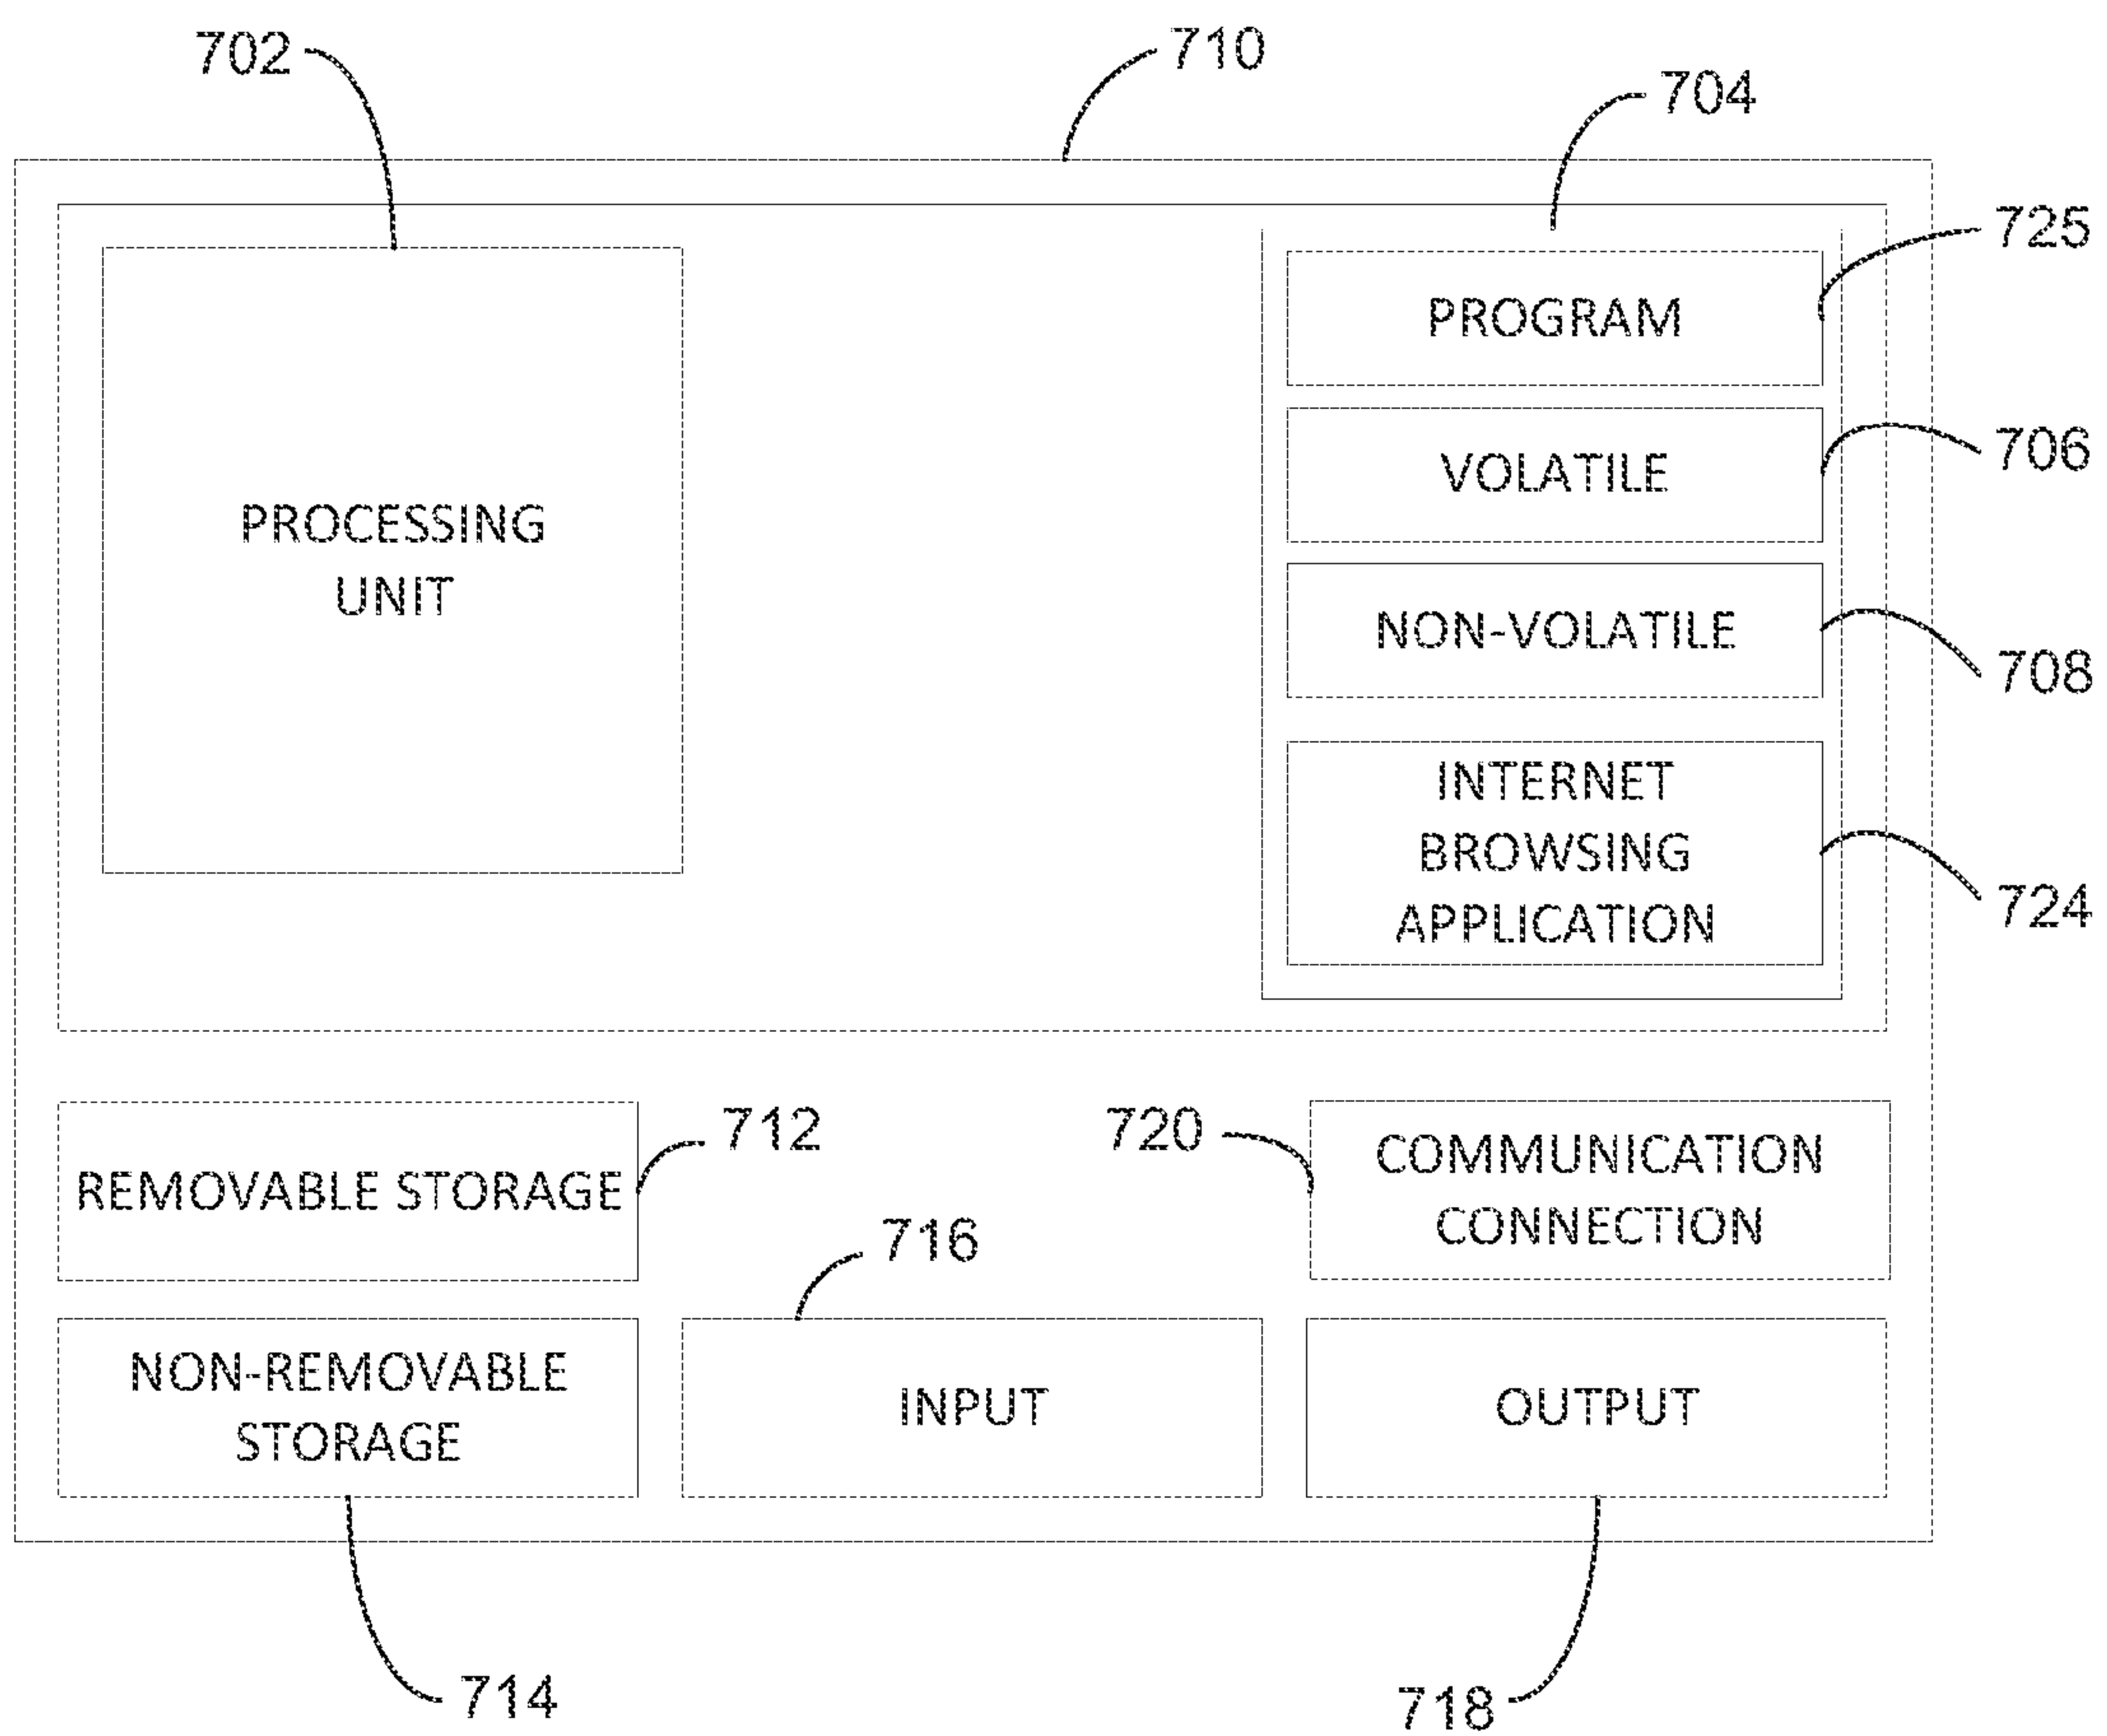 702
710
704
725
PROGRAM
706
VOLATILE
PROCESSING
UNIT
NON-VOLATILE
708
INTERNET
BROWSING
APPLICATION
724
712
REMOVABLE STORAGE
720
COMMUNICATION
CONNECTION
716
NON-REMOVABLE
STORAGE
INPUT
OUTPUT
714
718